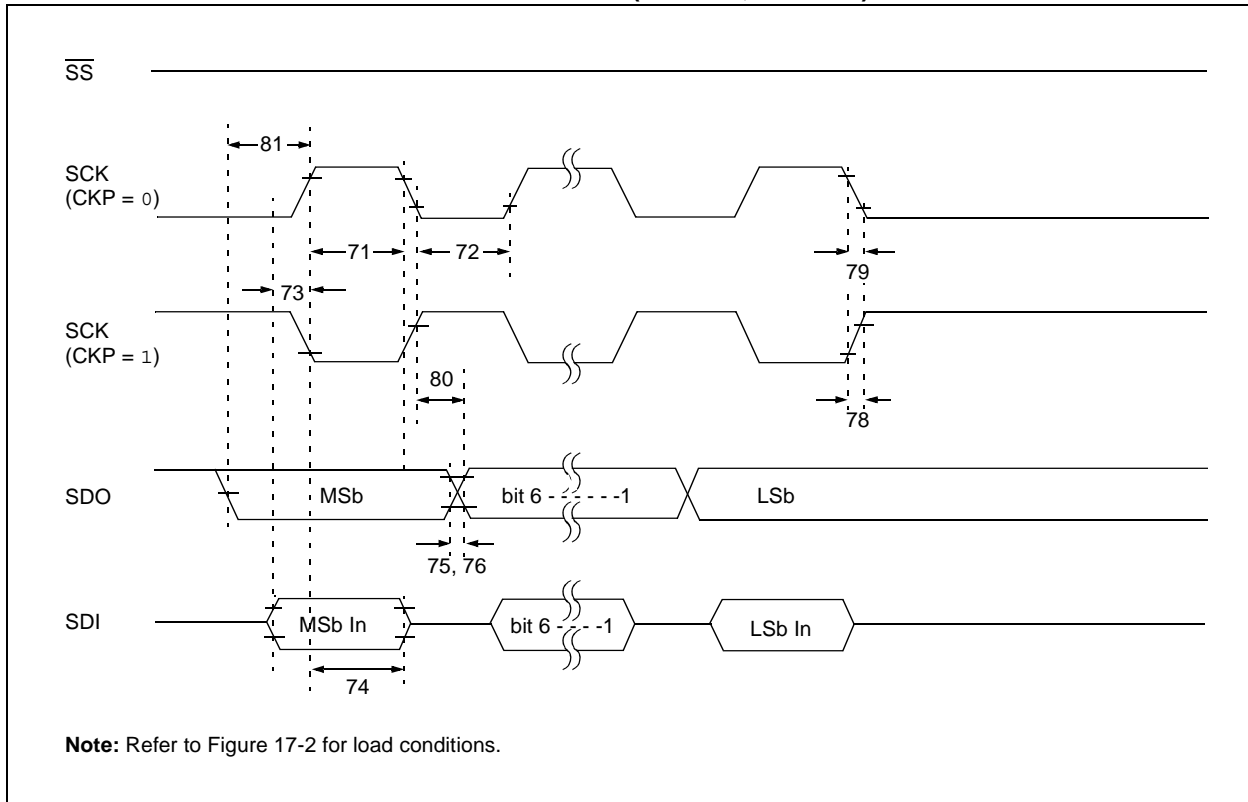 SS
81
SCK
(CKP = 0)
71
72
79
73
SCK
(CKP = 1)
80
78
SDO
MSb
bit 6 - - - - - - -1
LSb
75, 76
SDI
MSb In
bit 6 - - - - -1
LSb In
74
Note: Refer to Figure 17-2 for load conditions.